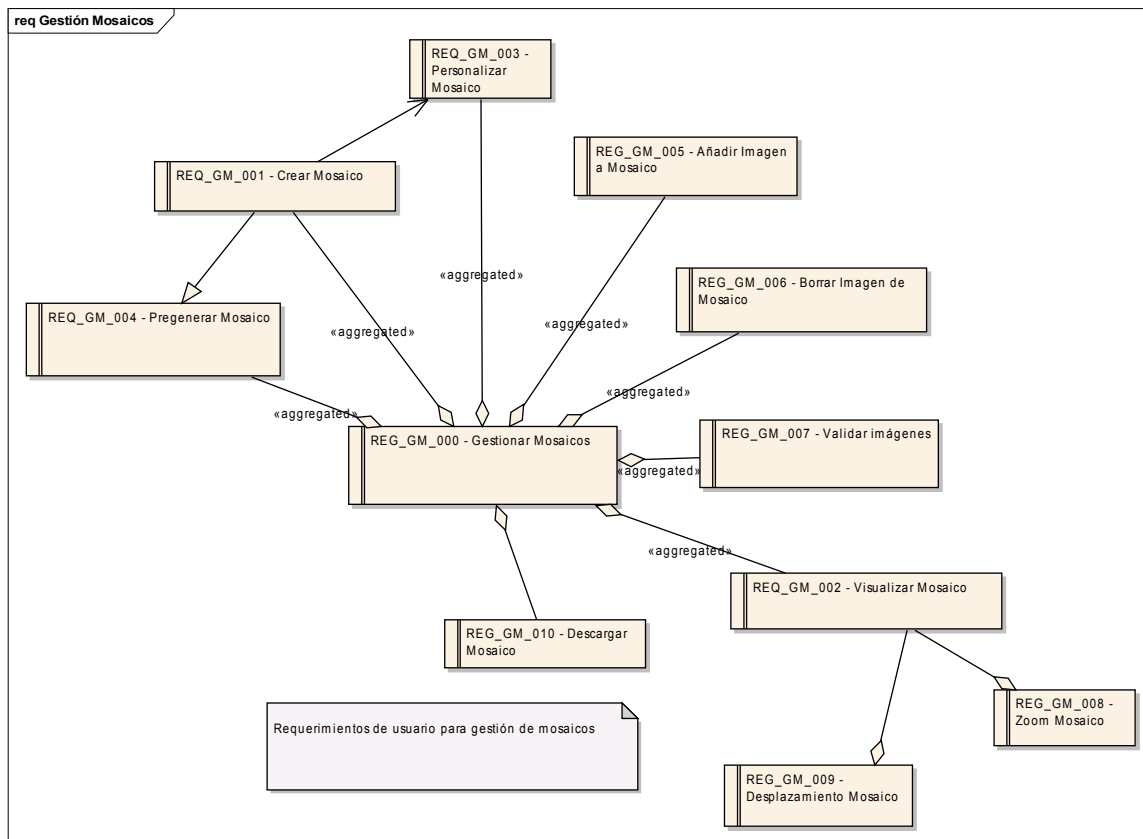 req Gestión Mosaicos
REQ_GM_003 -
Personalizar
Mosaico
REG_GM_005 - Añadir Imagen
a Mosaico
REQ_GM_001 - Crear Mosaico
«aggregated»
REG_GM_006 - Borrar Imagen de
Mosaico
REQ_GM_004 - Pregenerar Mosaico
«aggregated»
«aggregated»
«aggregated»
«aggregated»
REG_GM_000 - Gestionar Mosaicos
REG_GM_007 - Validar imágenes
«aggregated»
«aggregated»
REQ_GM_002 - Visualizar Mosaico
REG_GM_010 - Descargar
Mosaico
REG_GM_008 -
Zoom Mosaico
Requerimientos de usuario para gestión de mosaicos
REG_GM_009 -
Desplazamiento Mosaico